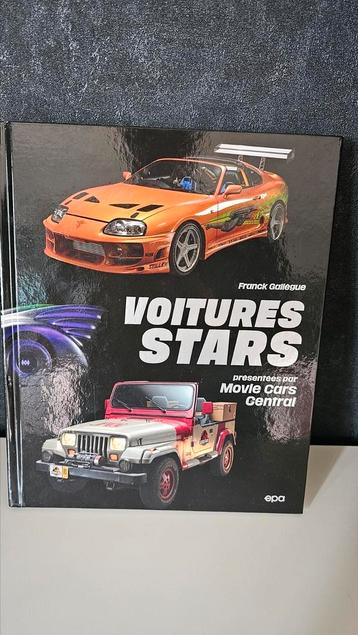 Franck Galiègue
VOITURES
STARS
présentées par
Movie Cars
Central
epa